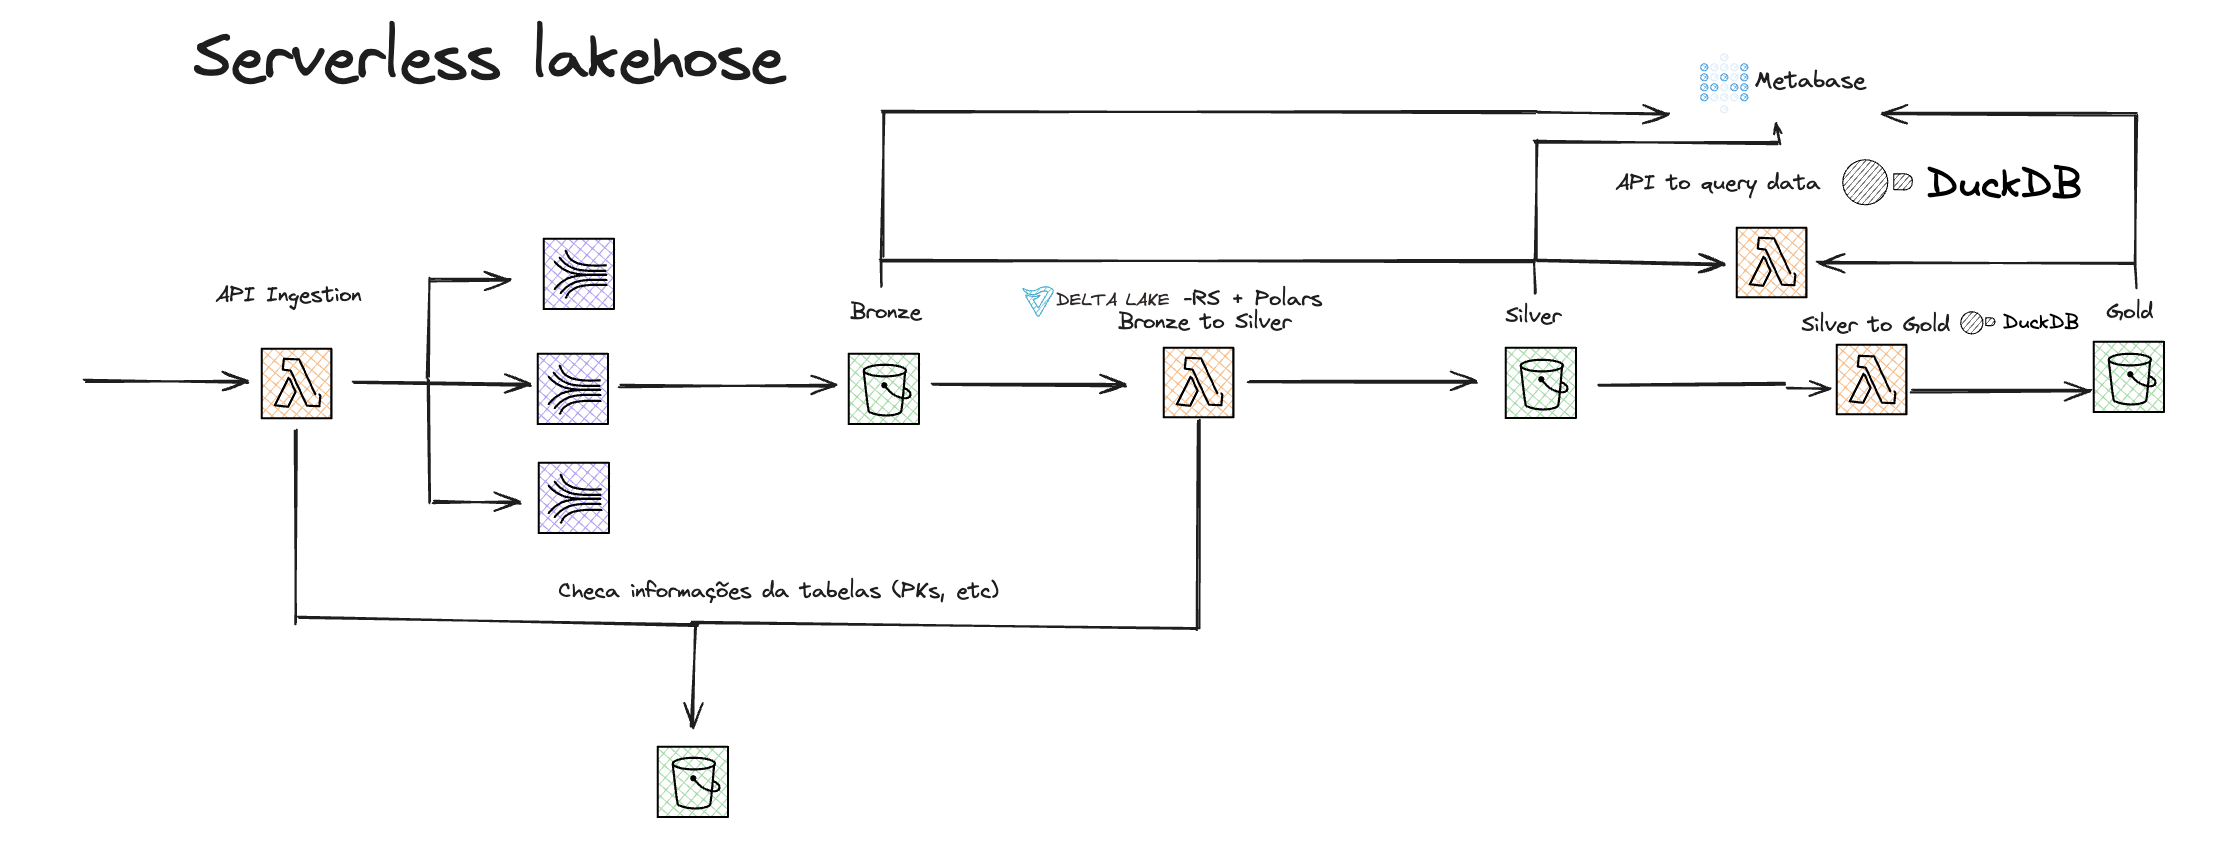 Serverless lakehose
Metabase
API to query data DuckDB
API Ingestion
Bronze
DELTA LAKE -RS + Polars
Bronze to Silver
Silver
Silver to Gold DuckDB
Gold
Checa informações da tabelas (PKs, etc)